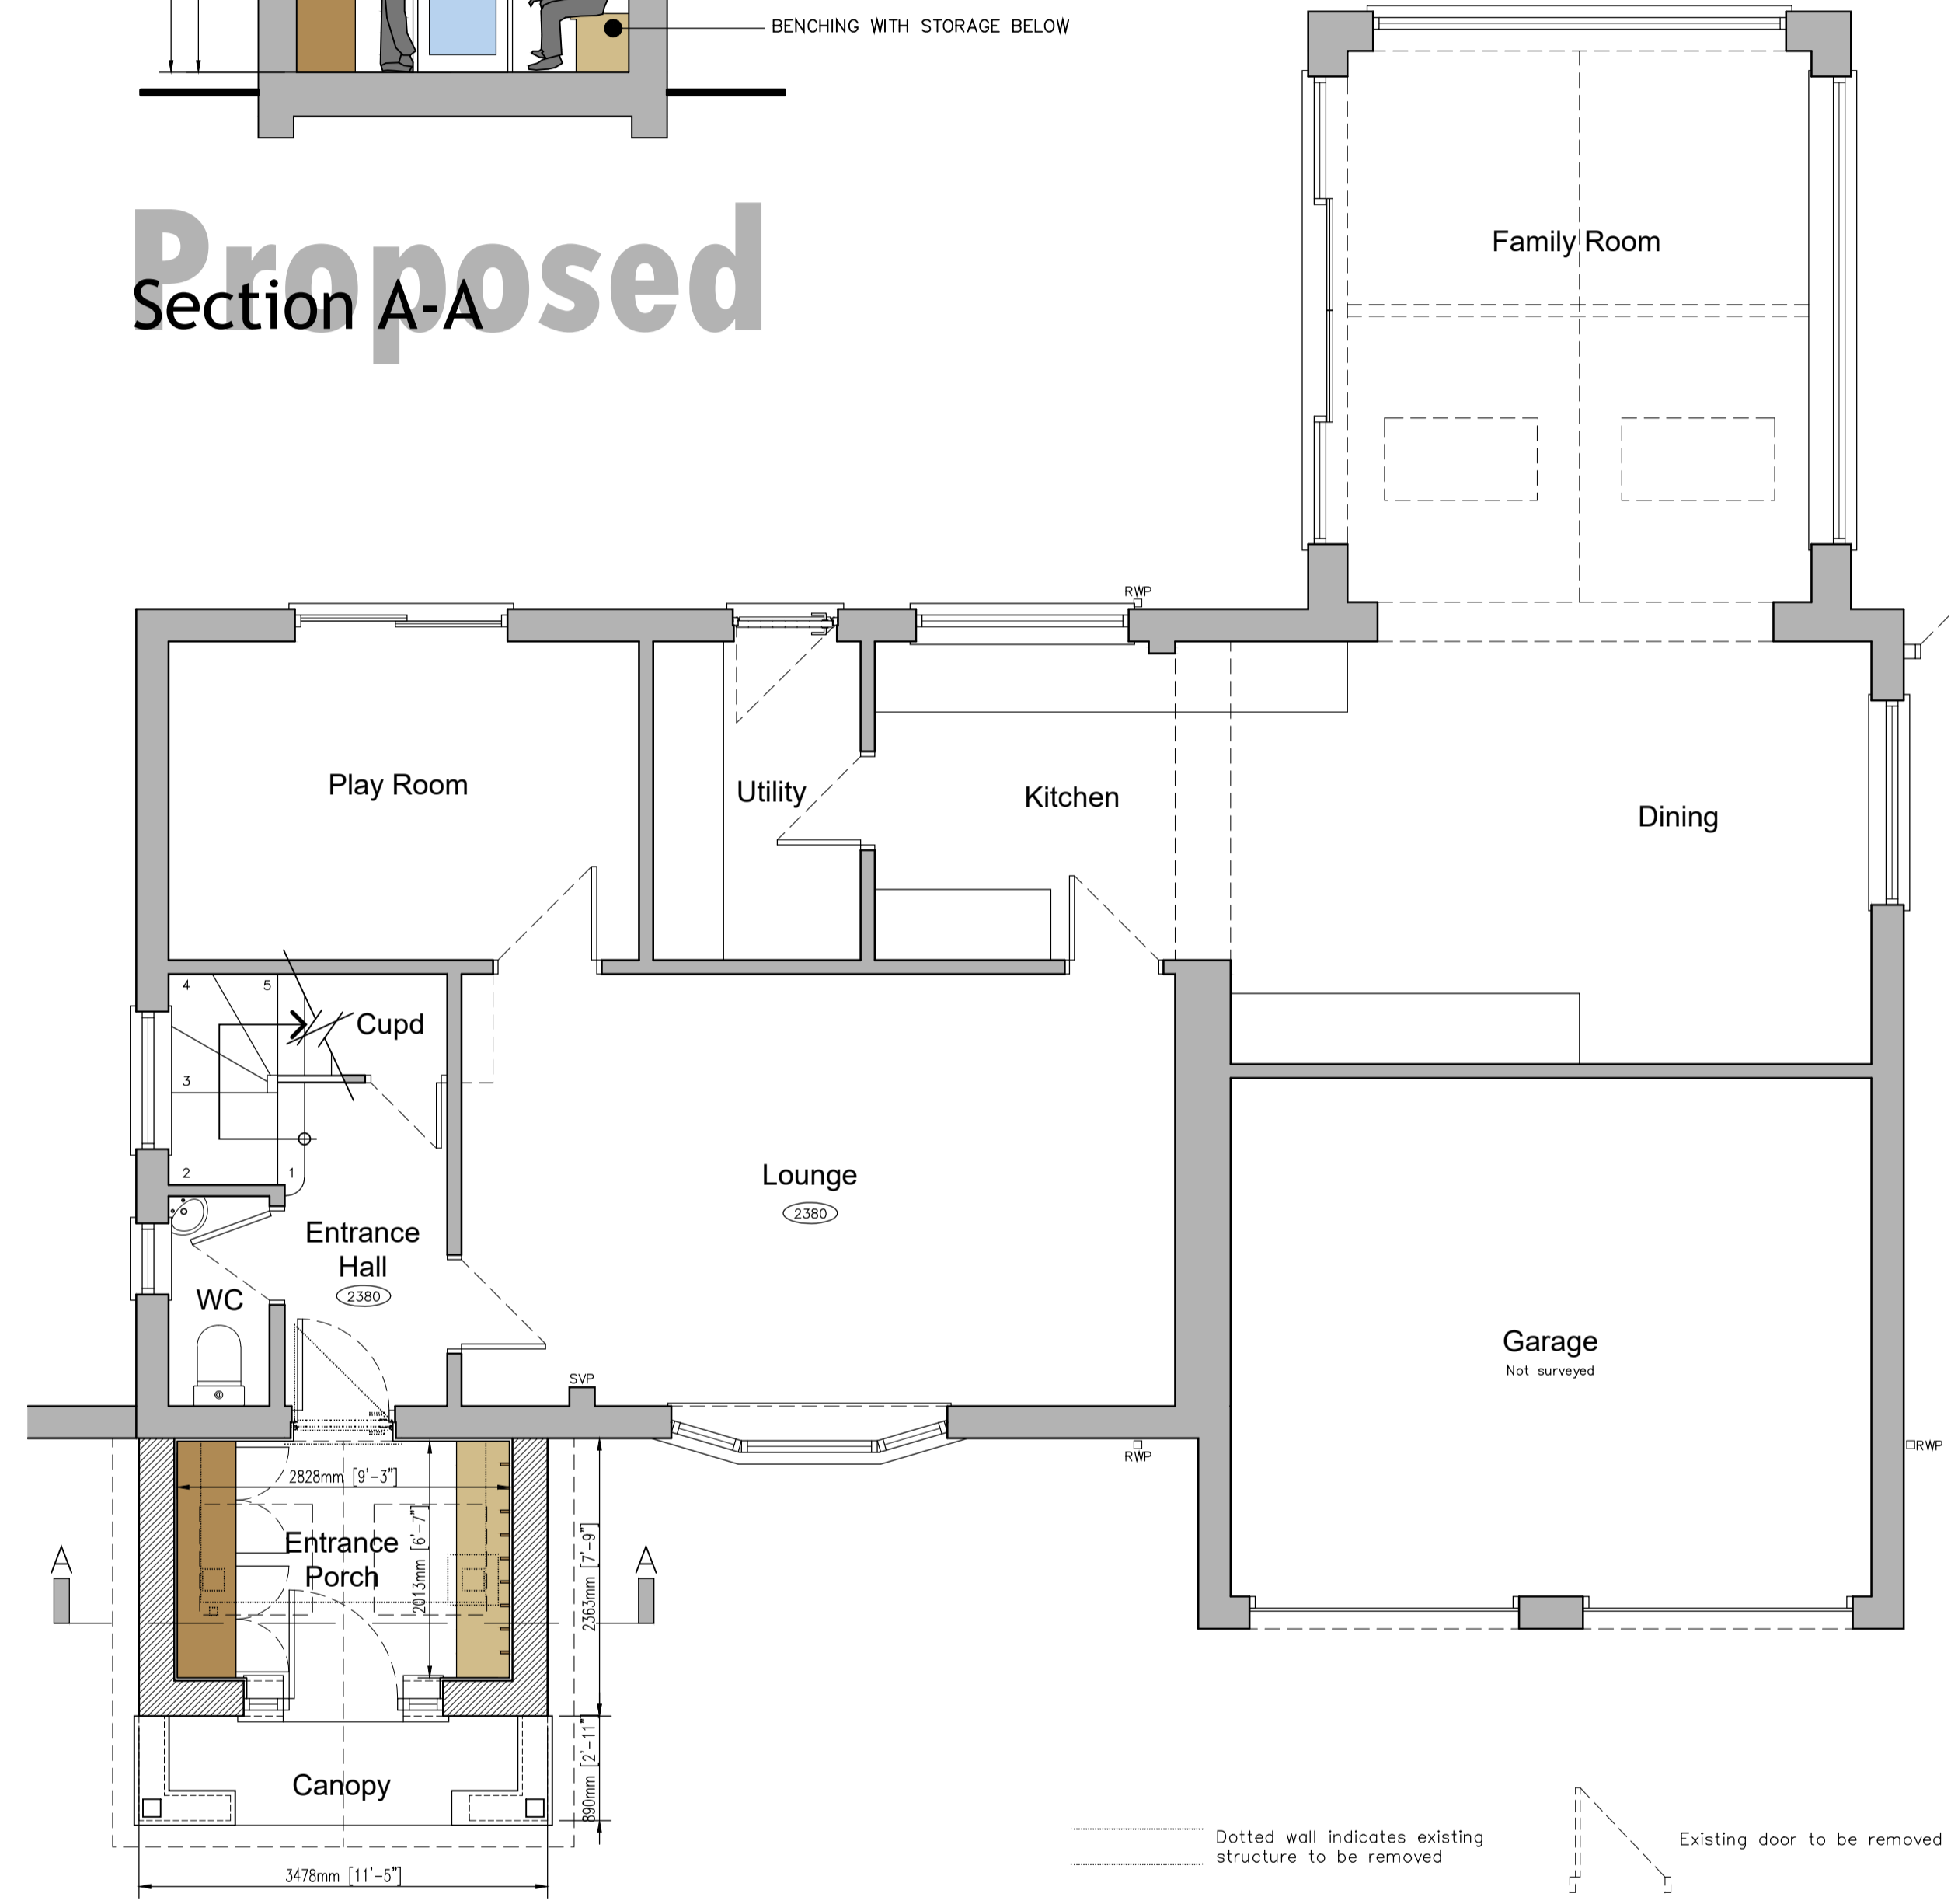 BENCHING WITH STORAGE BELOW
Proposed
Section A-A
Family Room
RWP
Play Room
Utility
Kitchen
Dining
4
5
Cupd
3
2
1
Lounge
2380
Entrance
Hall
2380
WC
SVP
Garage
Not surveyed
RWP
RWP
2828mm [9'-3"]
Entrance
Porch
2013mm [6'-7"]
2363mm [7'-9"]
A
A
Canopy
890mm [2'-11"]
3478mm [11'-5"]
Dotted wall indicates existing
structure to be removed
Existing door to be removed